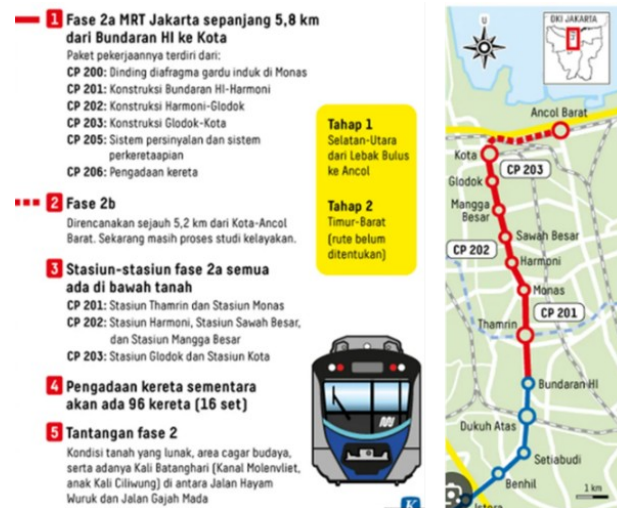 1 Fase 2a MRT Jakarta sepanjang 5,8 km
dari Bundaran HI ke Kota
Paket pekerjaannya terdiri dari:
CP 200: Dinding diafragma gardu induk di Monas
CP 201: Konstruksi Bundaran HI-Harmoni
CP 202: Konstruksi Harmoni-Glodok
CP 203: Konstruksi Glodok-Kota
CP 205: Sistem persinyalan dan sistem
perkeretaapian
CP 206: Pengadaan kereta
2 Fase 2b
Direncanakan sejauh 5,2 km dari Kota-Ancol
Barat. Sekarang masih proses studi kelayakan.
3 Stasiun-stasiun fase 2a semua
ada di bawah tanah
CP 201: Stasiun Thamrin dan Stasiun Monas
CP 202: Stasiun Harmoni, Stasiun Sawah Besar,
dan Stasiun Mangga Besar
CP 203: Stasiun Glodok dan Stasiun Kota
4 Pengadaan kereta sementara
akan ada 96 kereta (16 set)
5 Tantangan fase 2
Kondisi tanah yang lunak, area cagar budaya,
serta adanya Kali Batanghari (Kanal Molenvliet,
anak Kali Ciliwung) di antara Jalan Hayam
Wuruk dan Jalan Gajah Mada
Tahap 1
Selatan-Utara
dari Lebak Bulus
ke Ancol
Tahap 2
Timur-Barat
(rute belum
ditentukan)
K
U
DKI JAKARTA
Ancol Barat
Kota
CP 203
Glodok
Mangga
Besar
Sawah Besar
CP 202
Harmoni
Monas
CP 201
Thamrin
Bundaran HI
Dukuh Atas
Setiabudi
Benhil
1 km
Istora